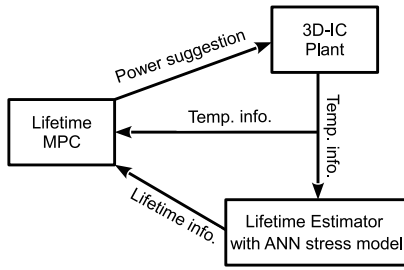 3D-IC
Plant
Power suggestion
Temp. info.
Temp. info.
Lifetime
MPC
Lifetime info.
Lifetime Estimator
with ANN stress model